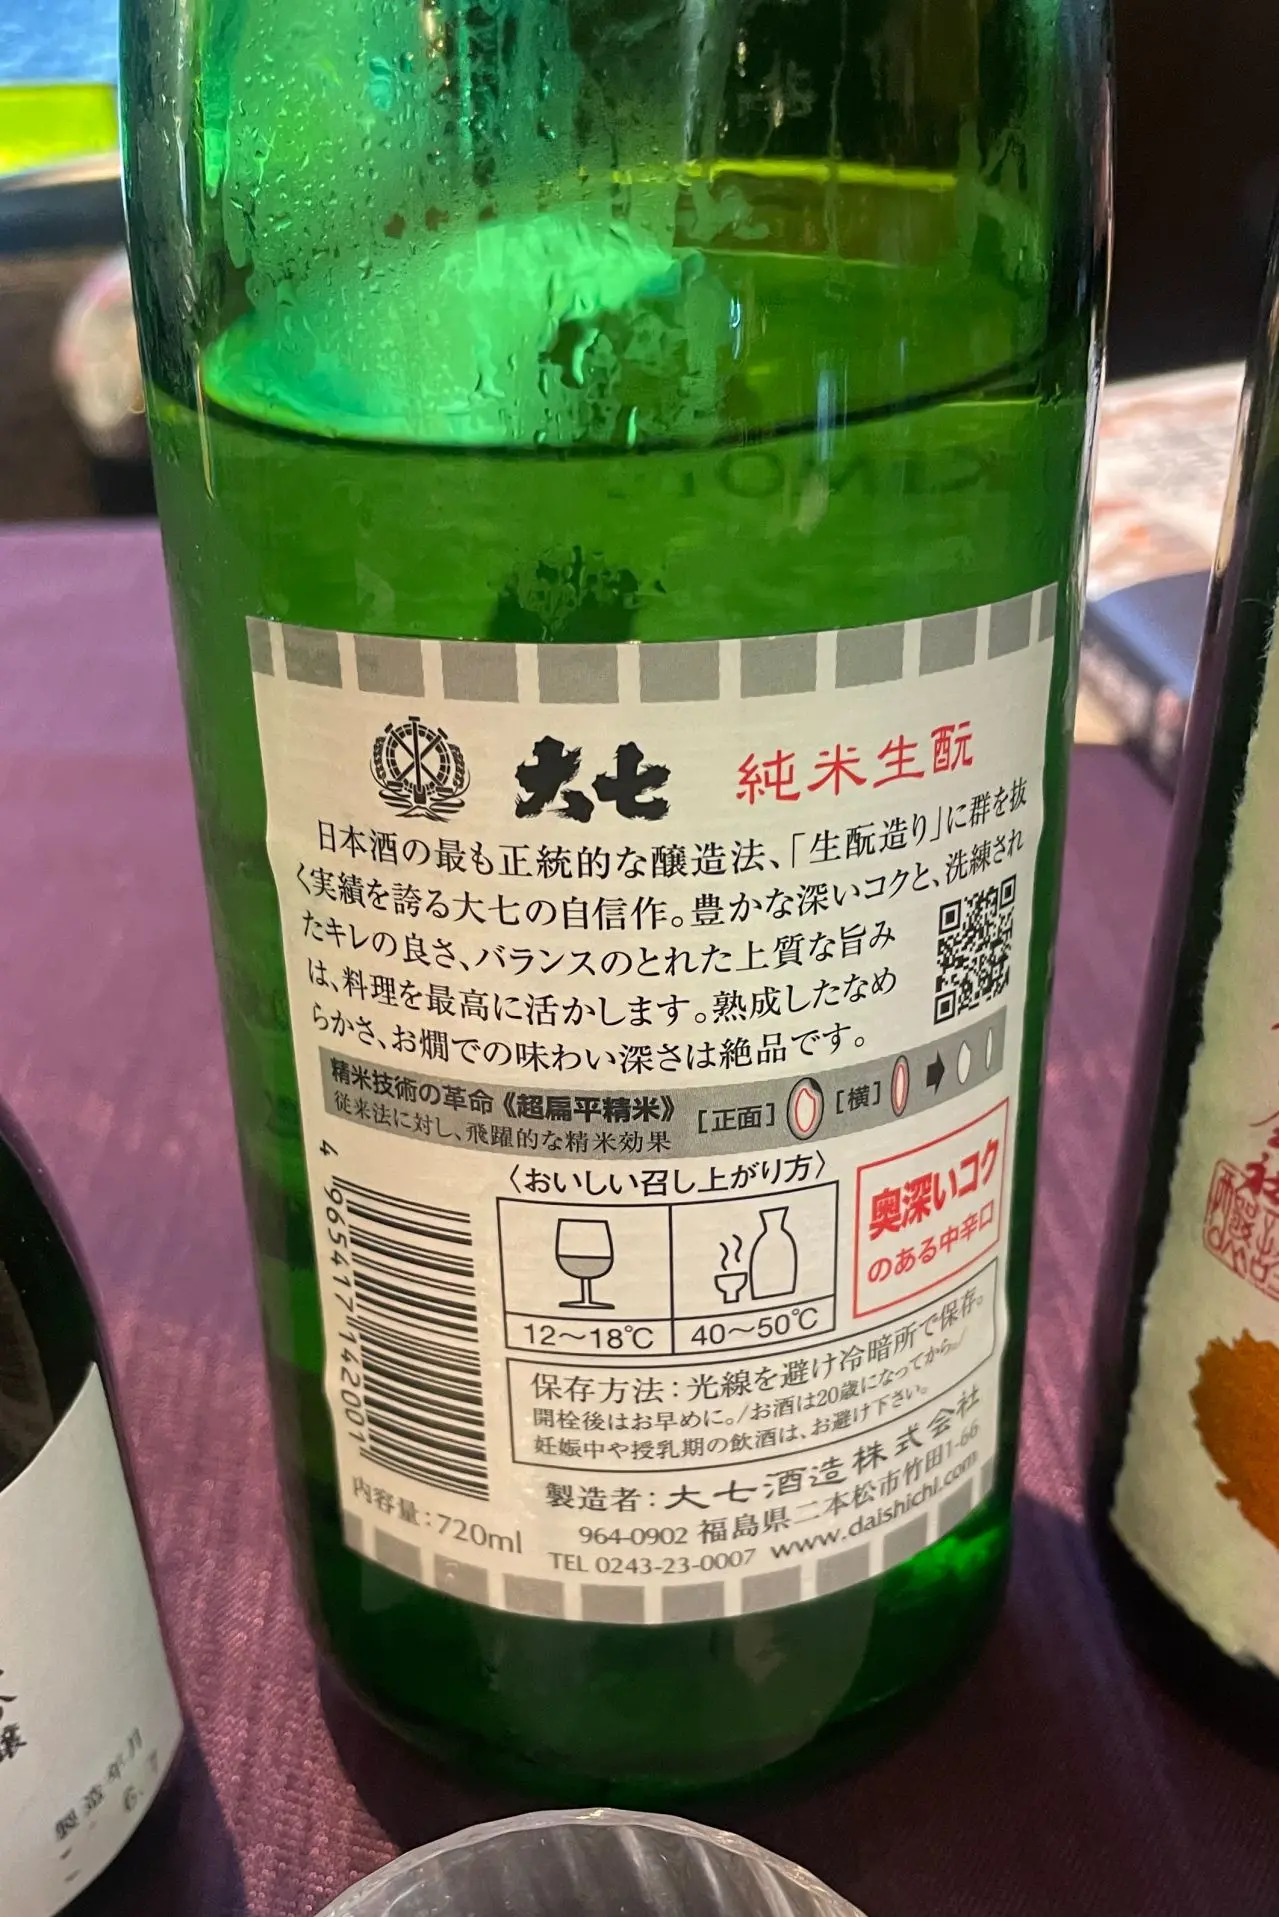 KIMO
大七 純米生酛
日本酒の最も正統的な醸造法、「生酛造り」に群を抜
く実績を誇る大七の自信作。豊かな深いコクと、洗練され
たキレの良さ、バランスのとれた上質な旨み
は、料理を最高に活かします。熟成したなめ
らかさ、お燗での味わい深さは絶品です。
精米技術の革命《超扁平精米》
従来法に対し、飛躍的な精米効果
[正面] [横]
4 965417 142001
〈おいしい召し上がり方〉
12〜18℃ 40〜50℃
奥深いコク
のある中辛口
保存方法:光線を避け冷暗所で保存。
開栓後はお早めに。/お酒は20歳になってから/
妊娠中や授乳期の飲酒は、お避け下さい。
内容量:720ml
製造者:大七酒造株式会社
964-0902 福島県二本松市竹田1-66
TEL 0243-23-0007 www.daishichi.com
醸
製造年月
6.